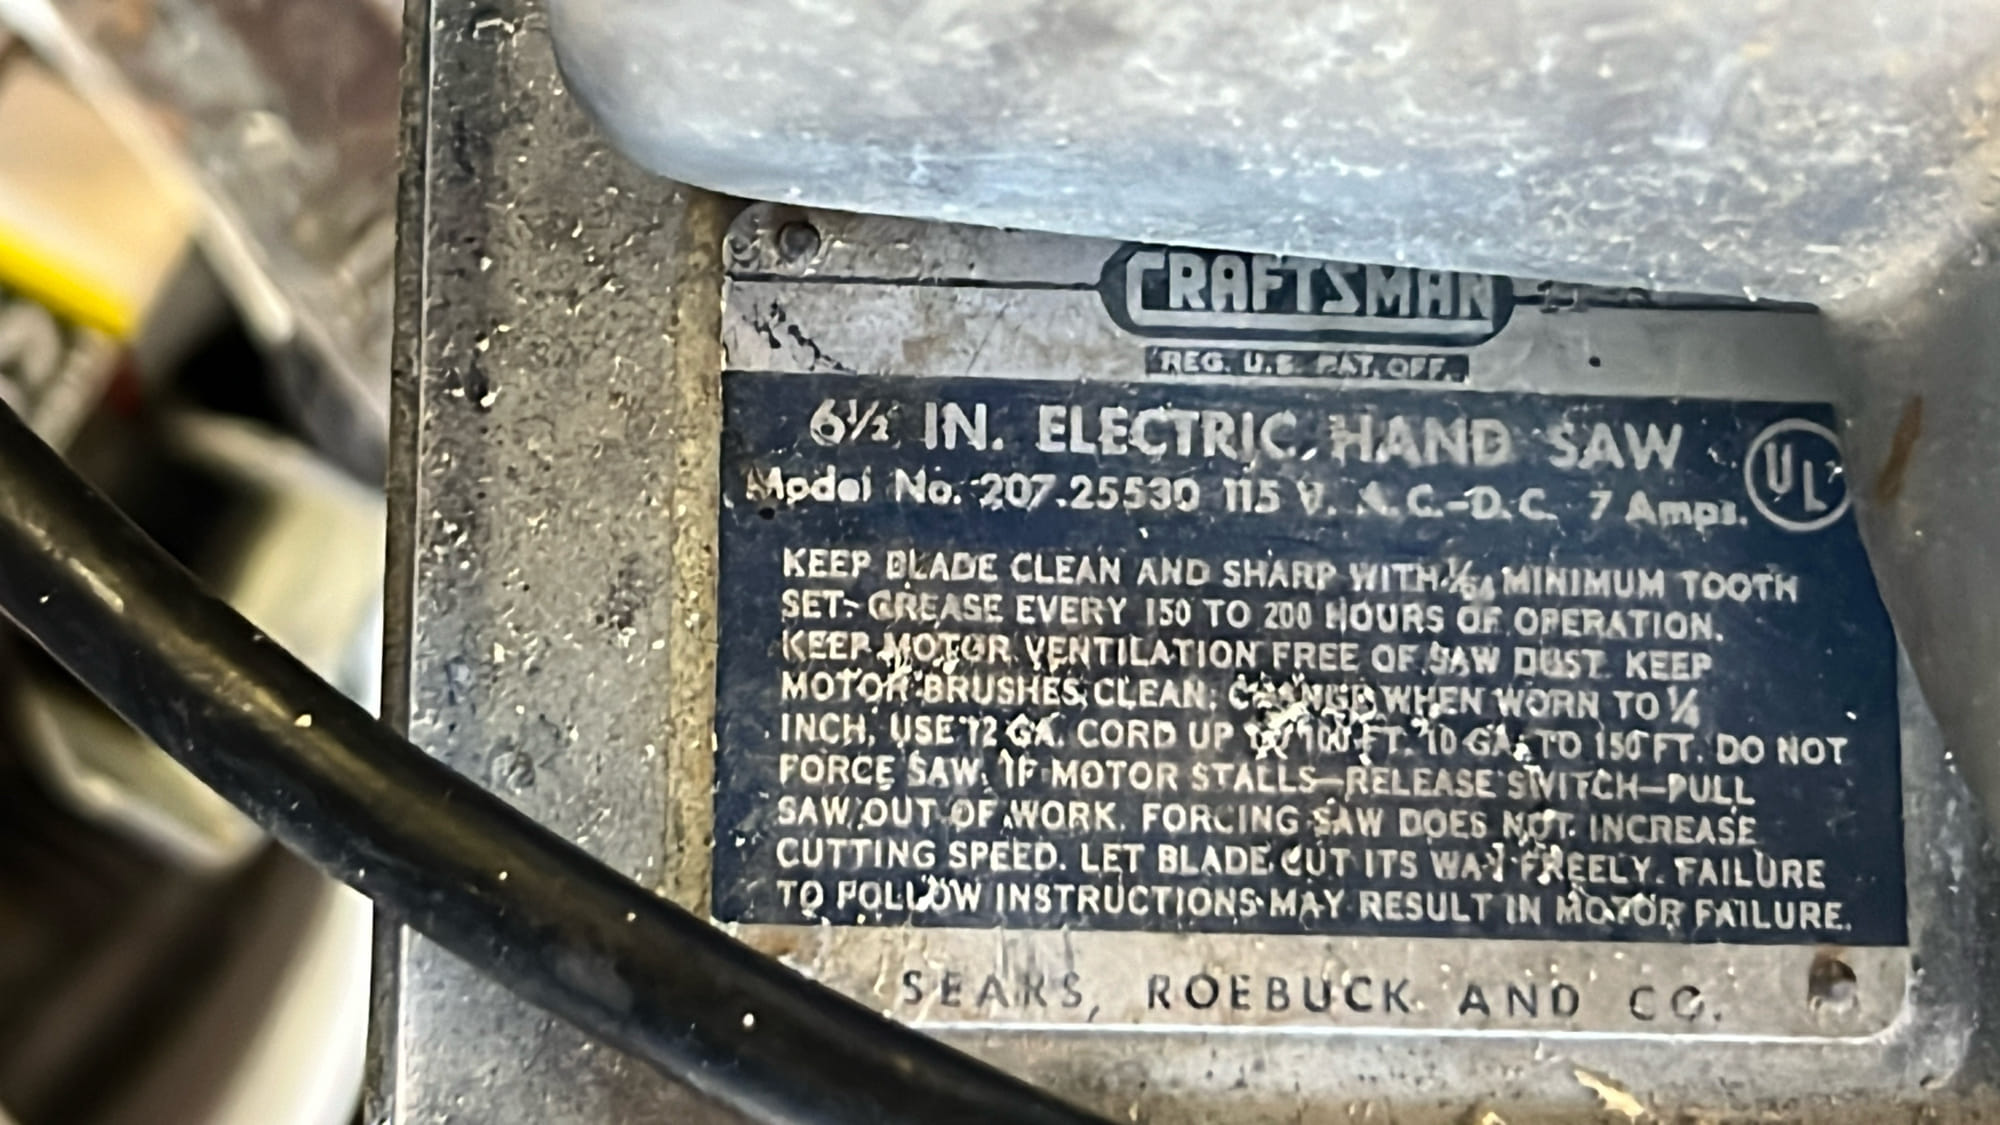 CRAFTSMAN
REG. U.S. PAT. OFF.
6½ IN. ELECTRIC HAND SAW
UL
Model No. 207.25530 115 V. A.C.-D.C. 7 Amps.
KEEP BLADE CLEAN AND SHARP WITH 1/64 MINIMUM TOOTH
SET- GREASE EVERY 150 TO 200 HOURS OF OPERATION.
KEEP MOTOR VENTILATION FREE OF SAW DUST. KEEP
MOTOR BRUSHES CLEAN; CHANGE WHEN WORN TO ¼
INCH. USE 12 GA. CORD UP TO 100 FT. 10 GA. TO 150 FT. DO NOT
FORCE SAW. IF MOTOR STALLS—RELEASE SWITCH—PULL
SAW OUT OF WORK. FORCING SAW DOES NOT INCREASE
CUTTING SPEED. LET BLADE CUT ITS WAY FREELY. FAILURE
TO FOLLOW INSTRUCTIONS MAY RESULT IN MOTOR FAILURE.
SEARS, ROEBUCK AND CO.